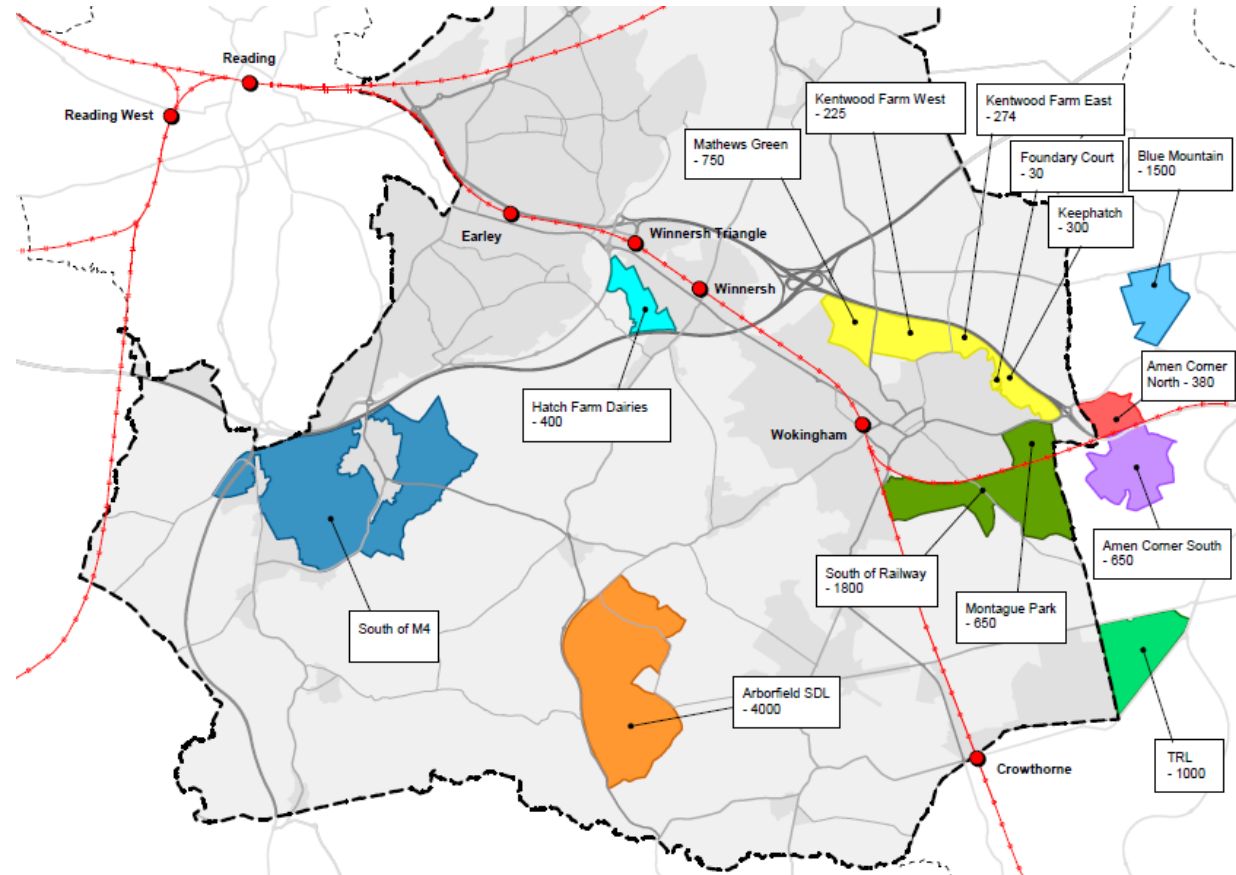 Reading
Reading West
Kentwood Farm West
- 225
Kentwood Farm East
- 274
Mathews Green
- 750
Foundary Court
- 30
Blue Mountain
- 1500
Keephatch
- 300
Earley
Winnersh Triangle
Winnersh
Hatch Farm Dairies
- 400
Amen Corner
North - 380
Wokingham
Amen Corner South
- 650
South of Railway
- 1800
Montague Park
- 650
South of M4
Arborfield SDL
- 4000
TRL
- 1000
Crowthorne